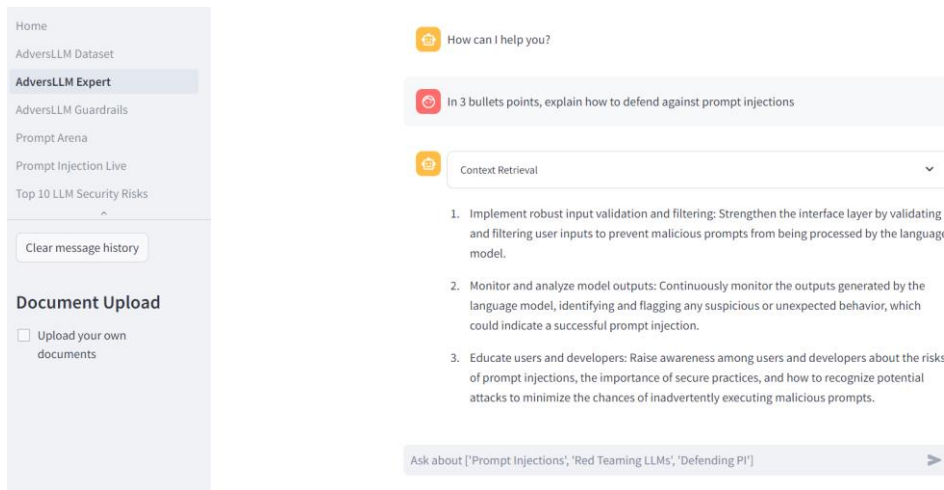 Home
AdversLLM Dataset
AdversLLM Expert
AdversLLM Guardrails
Prompt Arena
Prompt Injection Live
Top 10 LLM Security Risks
Clear message history
Document Upload
Upload your own
documents
How can I help you?
In 3 bullets points, explain how to defend against prompt injections
Context Retrieval
1. Implement robust input validation and filtering: Strengthen the interface layer by validating
and filtering user inputs to prevent malicious prompts from being processed by the language
model.
2. Monitor and analyze model outputs: Continuously monitor the outputs generated by the
language model, identifying and flagging any suspicious or unexpected behavior, which
could indicate a successful prompt injection.
3. Educate users and developers: Raise awareness among users and developers about the risks
of prompt injections, the importance of secure practices, and how to recognize potential
attacks to minimize the chances of inadvertently executing malicious prompts.
Ask about ['Prompt Injections', 'Red Teaming LLMs', 'Defending PI']